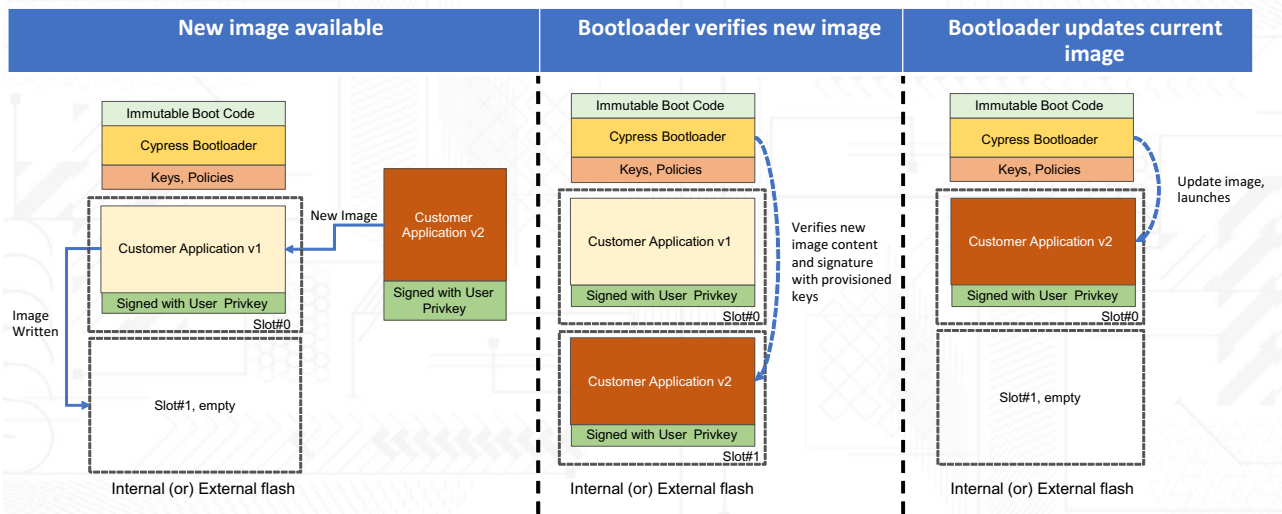 New image available
Immutable Boot Code
Cypress Bootloader
Keys, Policies
New Image
Customer Application v1
Signed with User Privkey
Slot#0
Customer
Application v2
Signed with User
Privkey
Image
Written
Slot#1, empty
Internal (or) External flash
Bootloader verifies new image
Immutable Boot Code
Cypress Bootloader
Keys, Policies
Customer Application v1
Signed with User Privkey
Slot#0
Verifies new
image content
and signature
with provisioned
keys
Customer Application v2
Signed with User Privkey
Slot#1
Internal (or) External flash
Bootloader updates current
image
Immutable Boot Code
Cypress Bootloader
Keys, Policies
Update image,
launches
Customer Application v2
Signed with User Privkey
Slot#0
Slot#1, empty
Internal (or) External flash